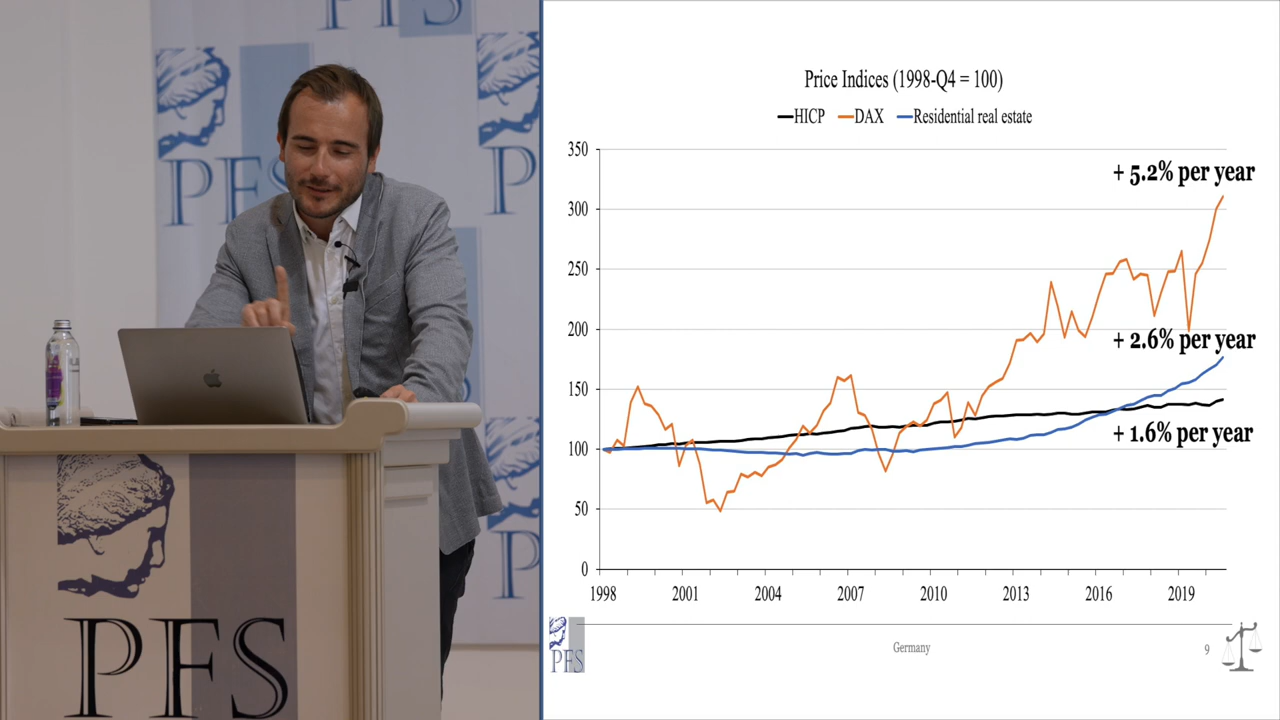 PFS
PFS
P
P
PFS
Price Indices (1998-Q4 = 100)
HICP DAX Residential real estate
350
300
250
200
150
100
50
0
+ 5.2% per year
+ 2.6% per year
+ 1.6% per year
1998 2001 2004 2007 2010 2013 2016 2019
PFS
Germany
9